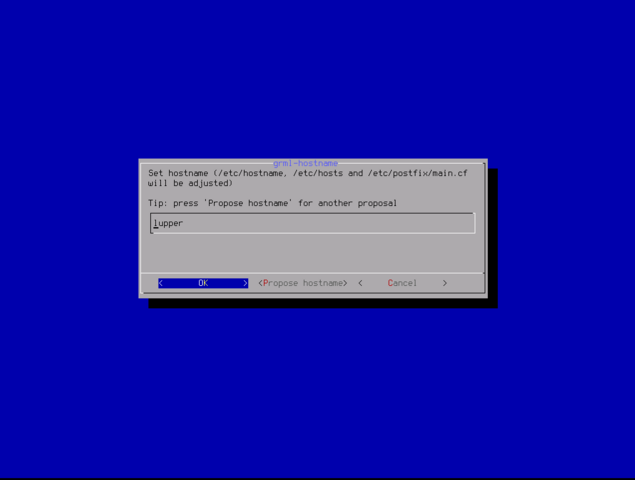 grml-hostname
Set hostname (/etc/hostname, /etc/hosts and /etc/postfix/main.cf
will be adjusted)
Tip: press 'Propose hostname' for another proposal
lupper
<     OK     > <Propose hostname> <     Cancel     >